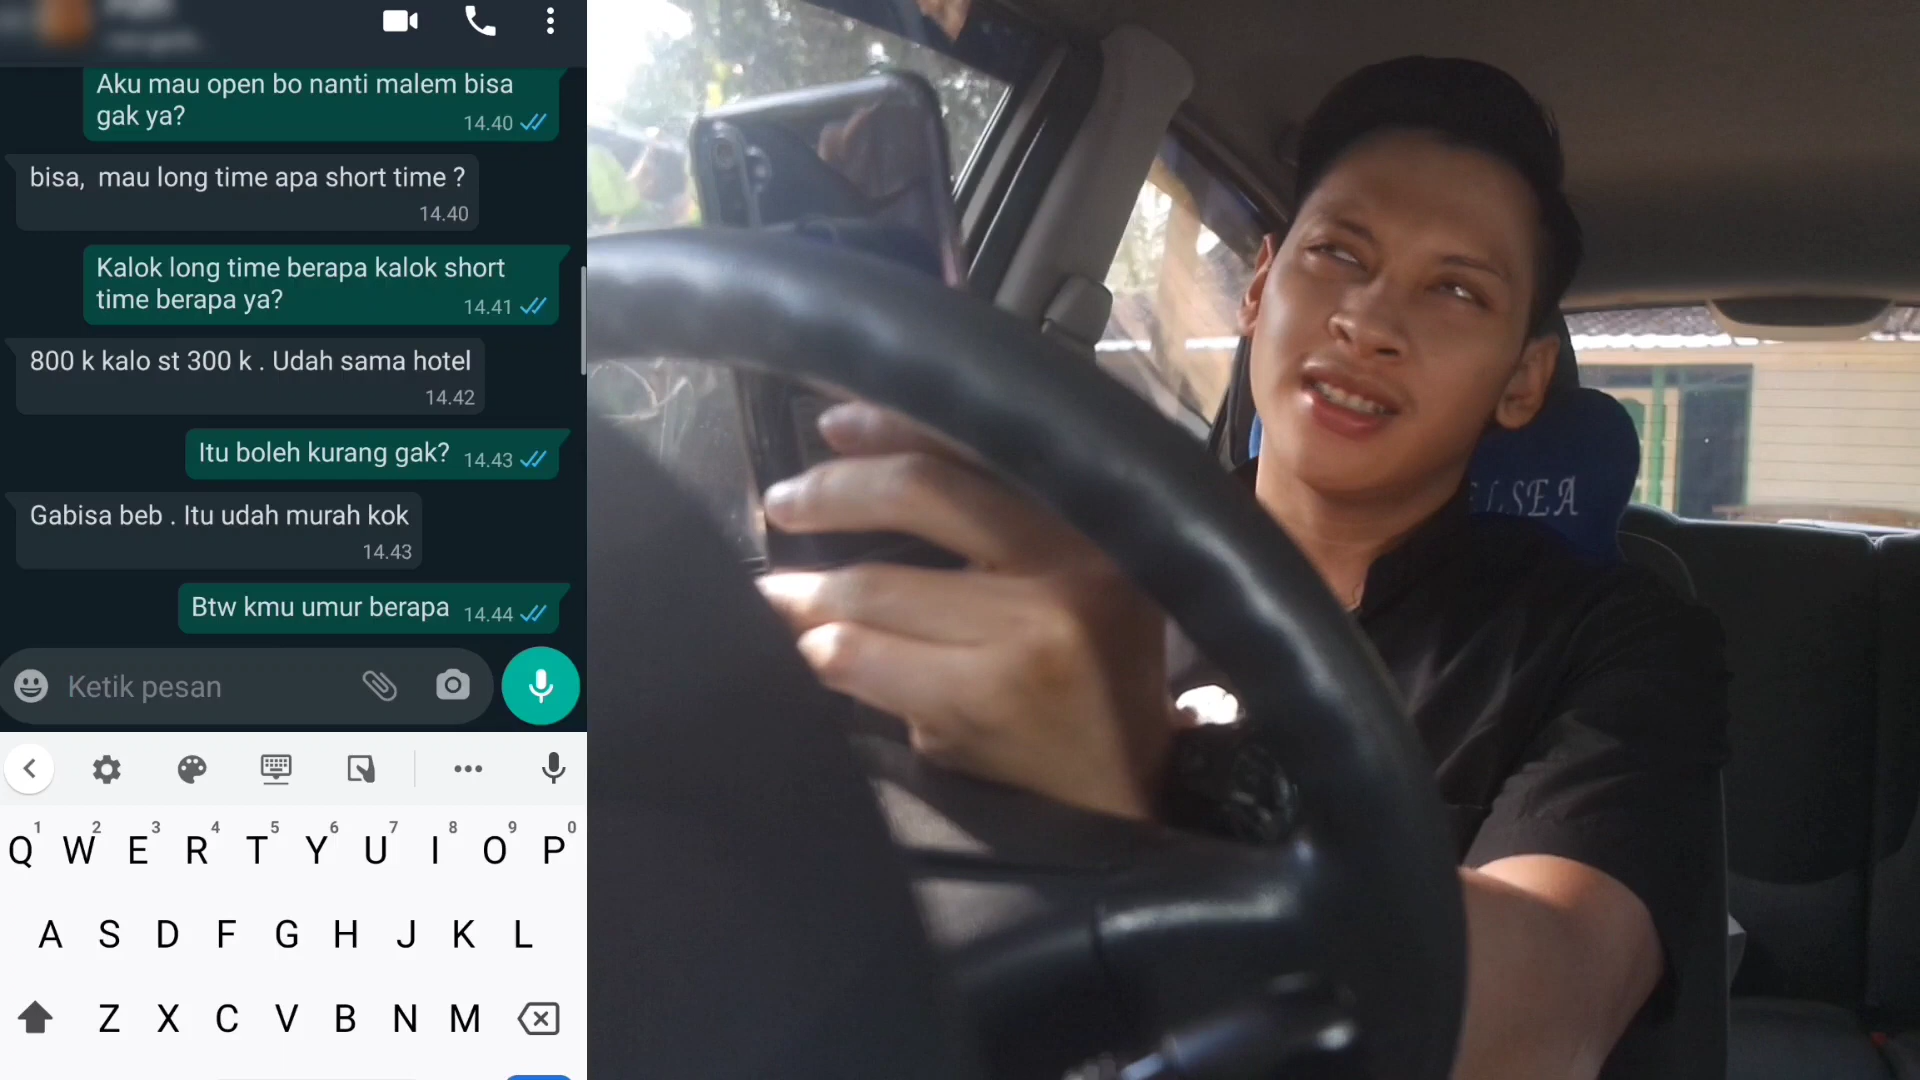 Aku mau open bo nanti malem bisa
gak ya?
14.40
bisa,  mau long time apa short time ?
14.40
Kalok long time berapa kalok short
time berapa ya?
14.41
800 k kalo st 300 k . Udah sama hotel
14.42
Itu boleh kurang gak?
14.43
Gabisa beb . Itu udah murah kok
14.43
Btw kmu umur berapa
14.44
Ketik pesan
1 2 3 4 5 6 7 8 9 0
Q W E R T Y U I O P
A S D F G H J K L
Z X C V B N M
LSEA